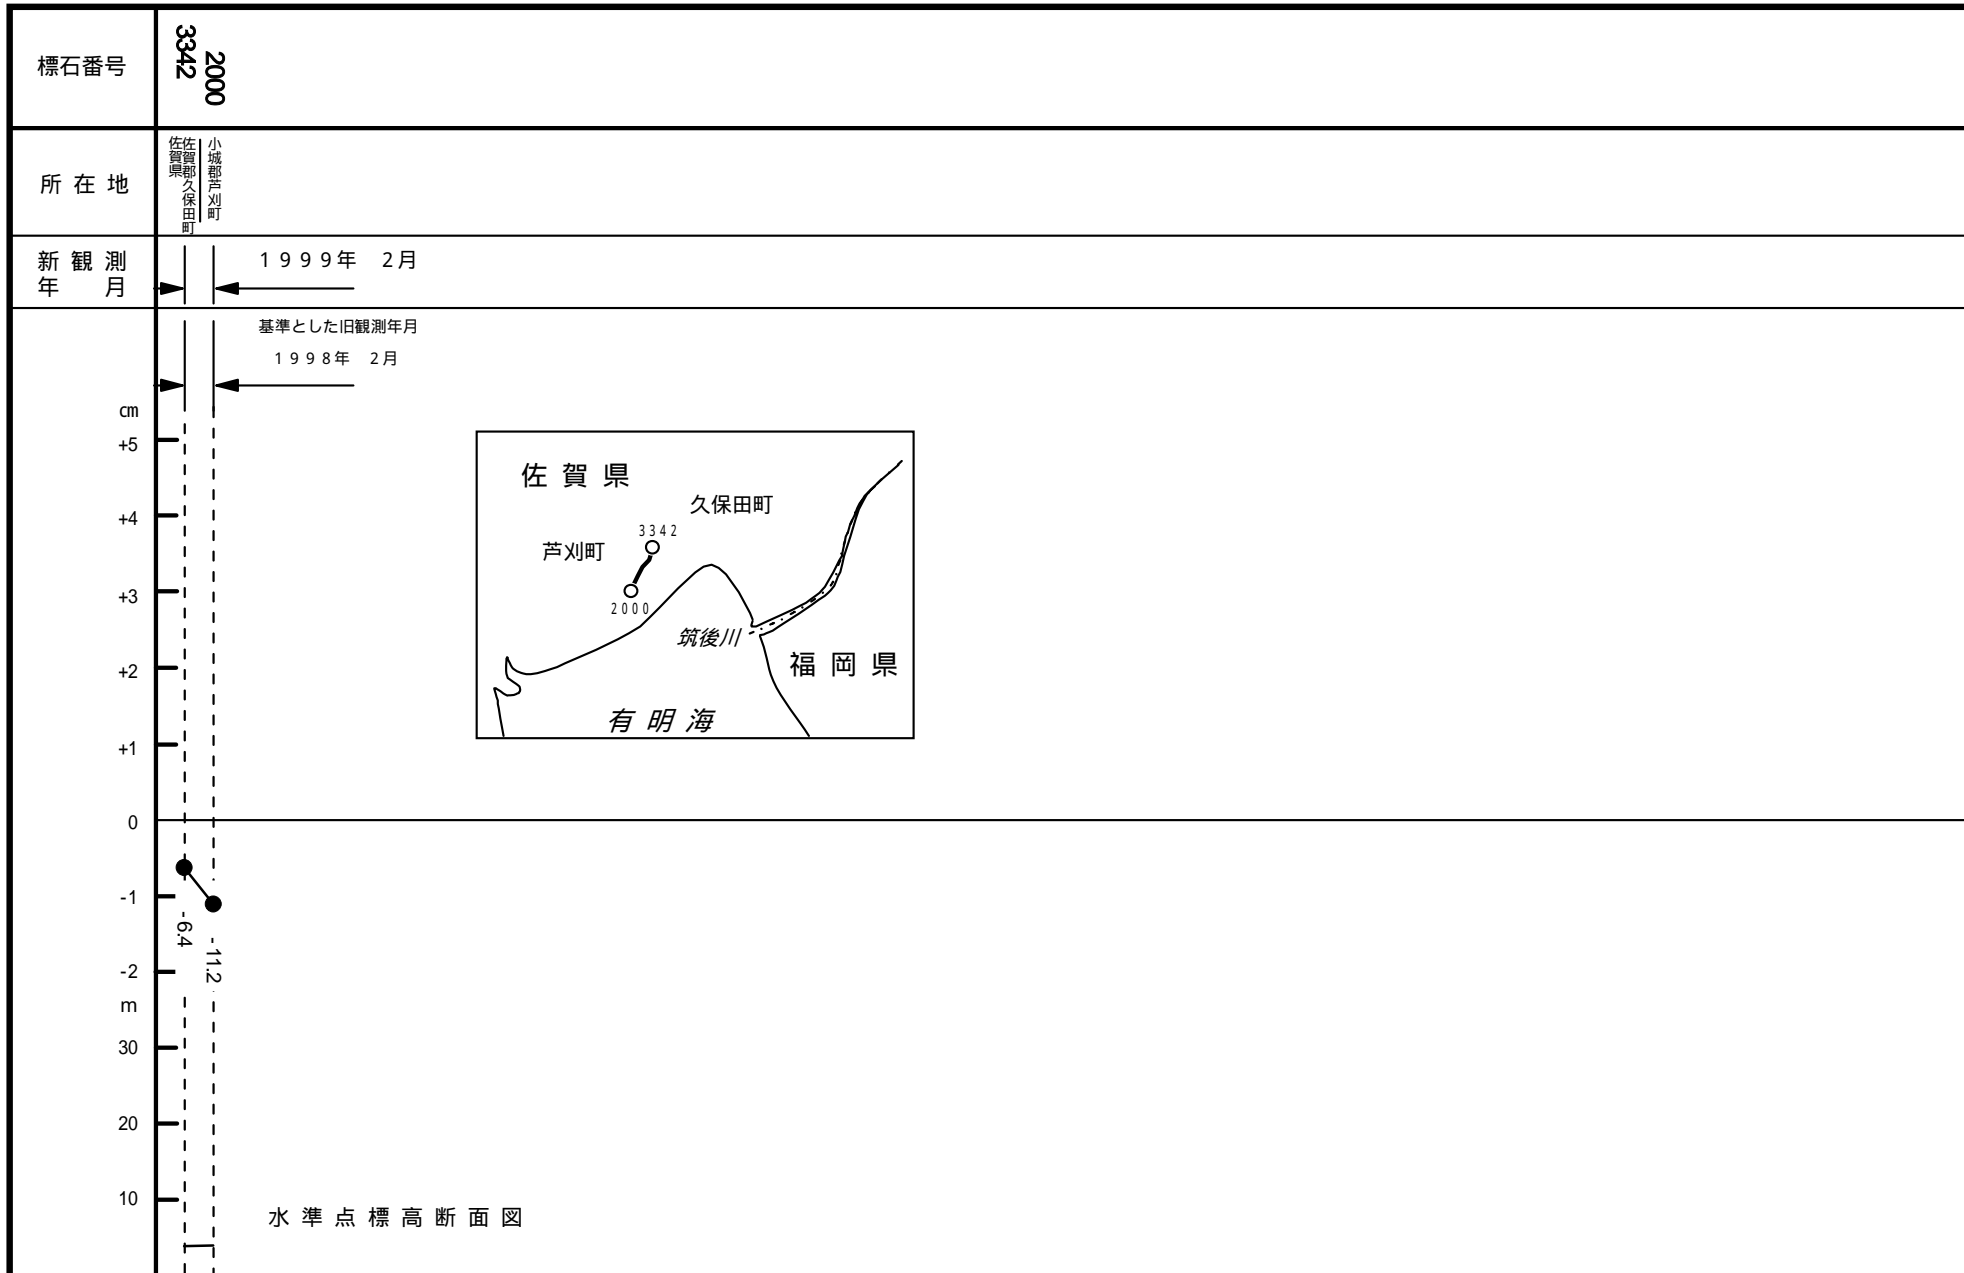 標石番号
3342
2000
所在地
佐賀県
佐賀郡久保田町
小城郡芦刈町
新観測
年 月
1999年 2月
基準とした旧観測年月
1998年 2月
cm
+5
+4
+3
+2
+1
0
-1
-2
m
30
20
10
佐賀県
久保田町
3342
芦刈町
2000
筑後川
福岡県
有明海
-6.4
-11.2
水準点標高断面図